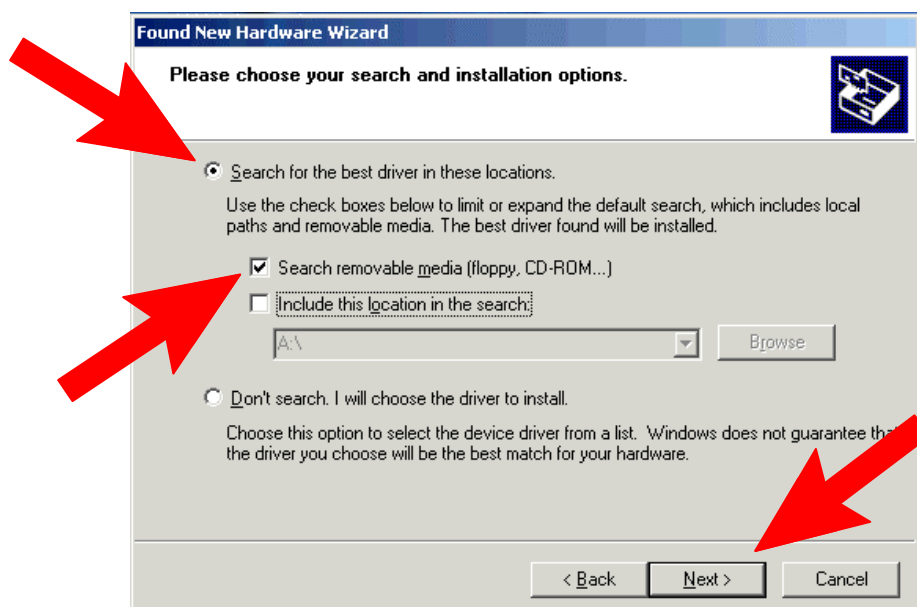 Found New Hardware Wizard
Please choose your search and installation options.
Search for the best driver in these locations.
Use the check boxes below to limit or expand the default search, which includes local
paths and removable media. The best driver found will be installed.
Search removable media (floppy, CD-ROM...)
Include this location in the search:
A:\
Browse
Don't search. I will choose the driver to install.
Choose this option to select the device driver from a list.  Windows does not guarantee that
the driver you choose will be the best match for your hardware.
< Back
Next >
Cancel